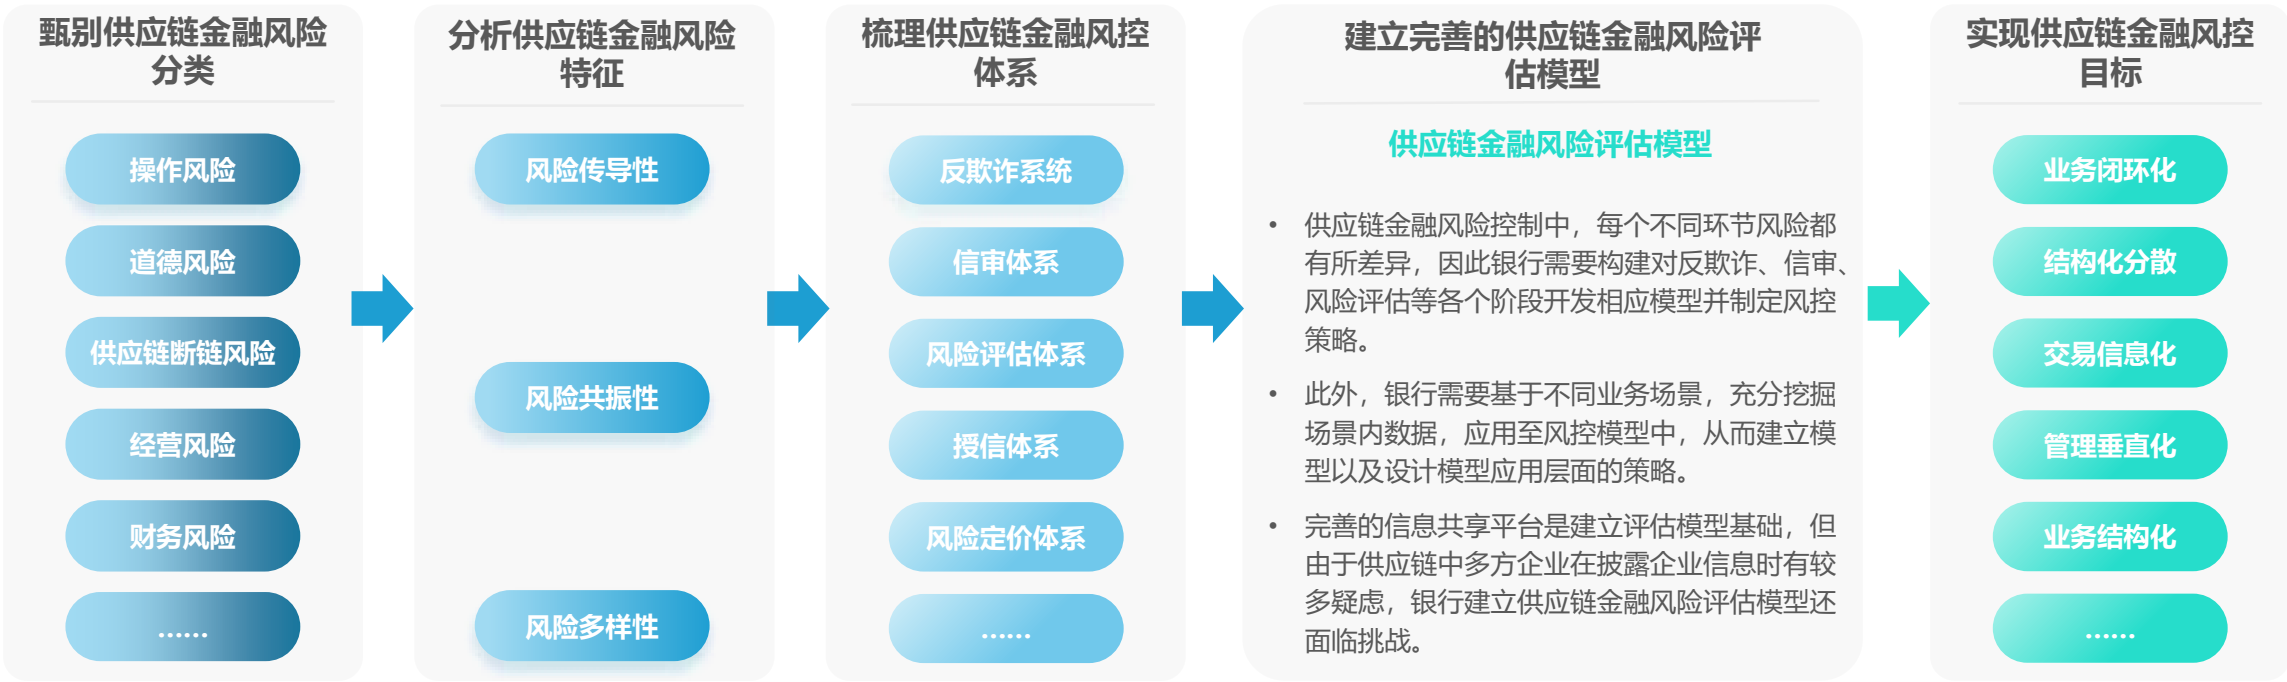 甄别供应链金融风险
分类
操作风险
道德风险
供应链断链风险
经营风险
财务风险
......
分析供应链金融风险
特征
风险传导性
风险共振性
风险多样性
梳理供应链金融风控
体系
反欺诈系统
信审体系
风险评估体系
授信体系
风险定价体系
......
建立完善的供应链金融风险评
估模型
供应链金融风险评估模型
• 供应链金融风险控制中，每个不同环节风险都
有所差异，因此银行需要构建对反欺诈、信审、
风险评估等各个阶段开发相应模型并制定风控
策略。
• 此外，银行需要基于不同业务场景，充分挖掘
场景内数据，应用至风控模型中，从而建立模
型以及设计模型应用层面的策略。
• 完善的信息共享平台是建立评估模型基础，但
由于供应链中多方企业在披露企业信息时有较
多疑虑，银行建立供应链金融风险评估模型还
面临挑战。
实现供应链金融风控
目标
业务闭环化
结构化分散
交易信息化
管理垂直化
业务结构化
......